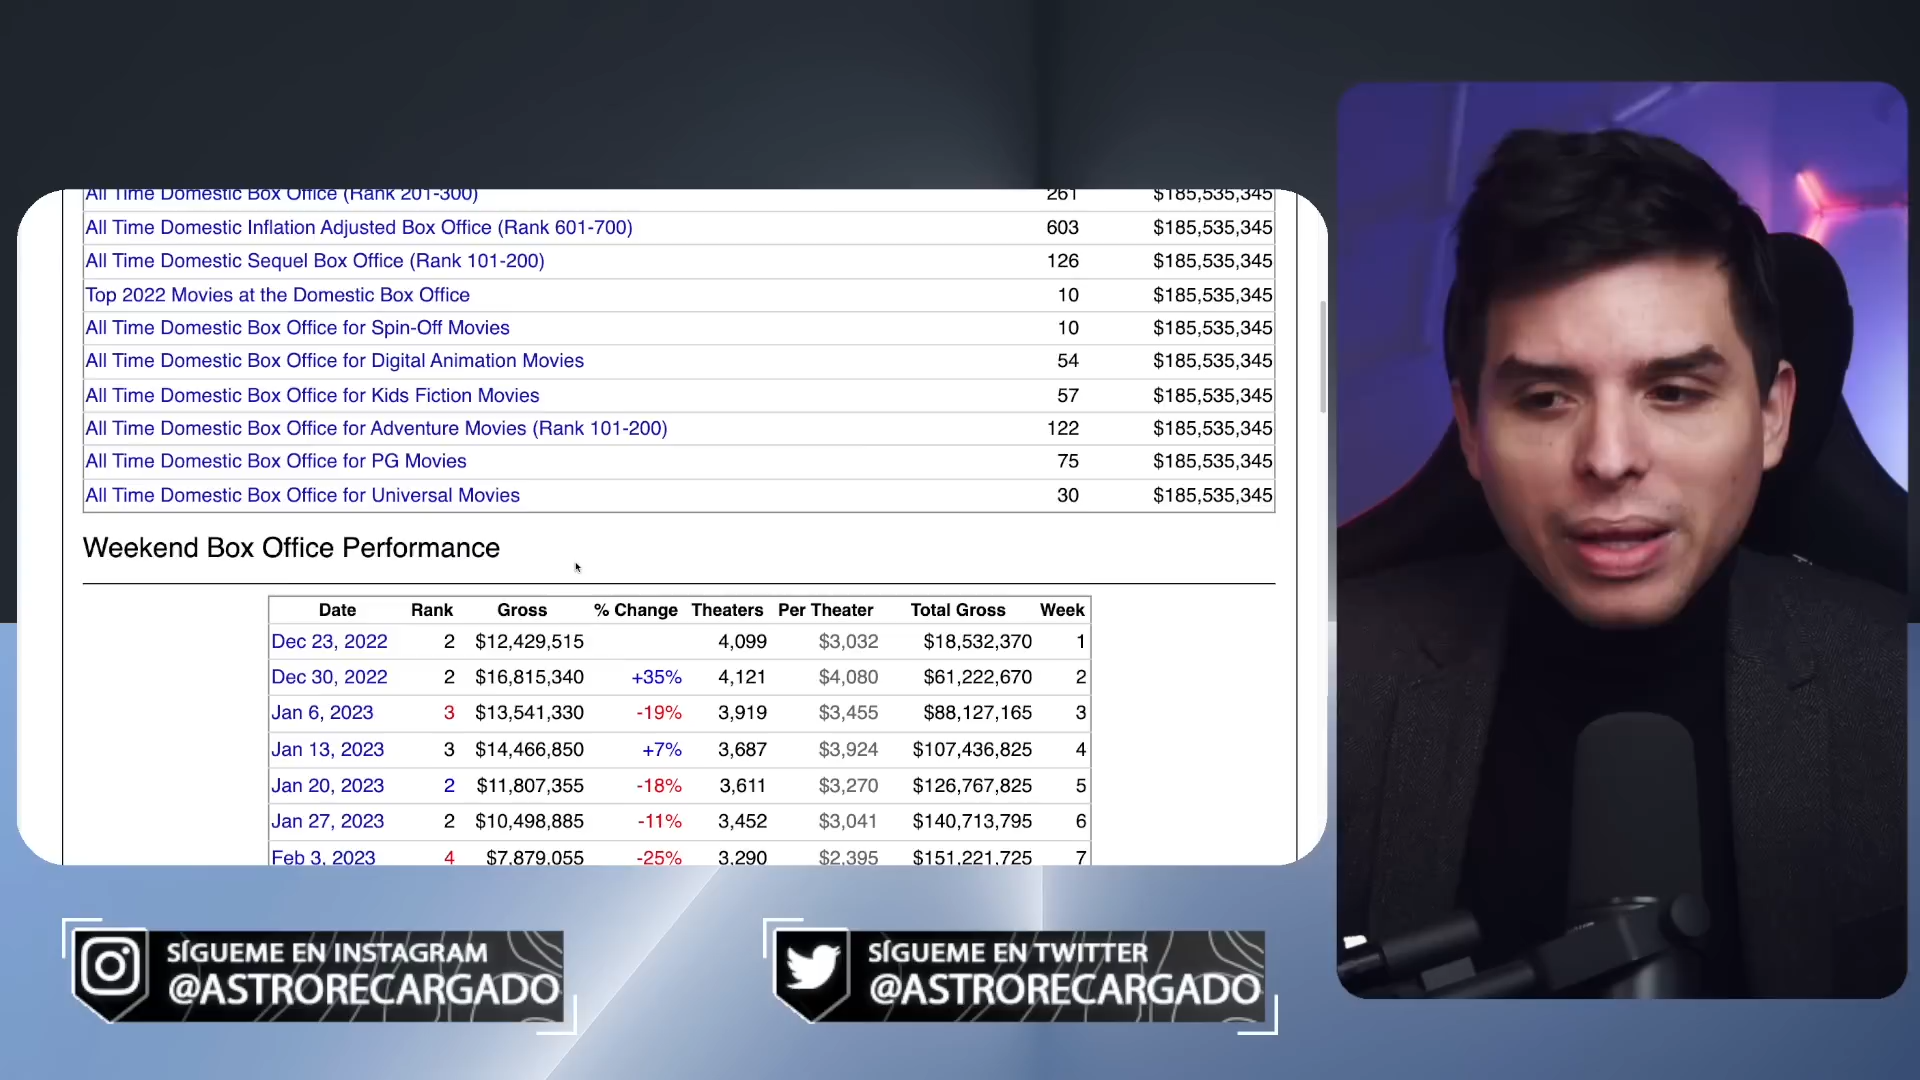 All Time Domestic Box Office (Rank 201-300) 261 $185,535,345
All Time Domestic Inflation Adjusted Box Office (Rank 601-700) 603 $185,535,345
All Time Domestic Sequel Box Office (Rank 101-200) 126 $185,535,345
Top 2022 Movies at the Domestic Box Office 10 $185,535,345
All Time Domestic Box Office for Spin-Off Movies 10 $185,535,345
All Time Domestic Box Office for Digital Animation Movies 54 $185,535,345
All Time Domestic Box Office for Kids Fiction Movies 57 $185,535,345
All Time Domestic Box Office for Adventure Movies (Rank 101-200) 122 $185,535,345
All Time Domestic Box Office for PG Movies 75 $185,535,345
All Time Domestic Box Office for Universal Movies 30 $185,535,345
Weekend Box Office Performance
Date Rank Gross % Change Theaters Per Theater Total Gross Week
Dec 23, 2022 2 $12,429,515 4,099 $3,032 $18,532,370 1
Dec 30, 2022 2 $16,815,340 +35% 4,121 $4,080 $61,222,670 2
Jan 6, 2023 3 $13,541,330 -19% 3,919 $3,455 $88,127,165 3
Jan 13, 2023 3 $14,466,850 +7% 3,687 $3,924 $107,436,825 4
Jan 20, 2023 2 $11,807,355 -18% 3,611 $3,270 $126,767,825 5
Jan 27, 2023 2 $10,498,885 -11% 3,452 $3,041 $140,713,795 6
Feb 3, 2023 4 $7,879,055 -25% 3,290 $2,395 $151,221,725 7
SÍGUEME EN INSTAGRAM
@ASTRORECARGADO
SÍGUEME EN TWITTER
@ASTRORECARGADO